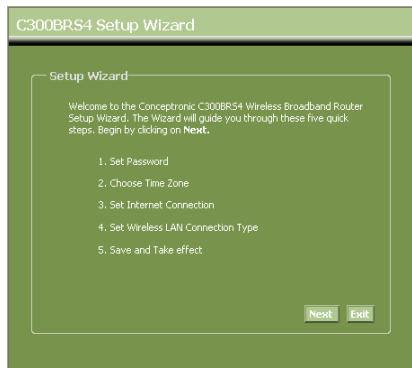 C300BRS4 Setup Wizard
Setup Wizard
Welcome to the Conceptronic C300BRS4 Wireless Broadband Router
Setup Wizard. The Wizard will guide you through these five quick
steps. Begin by clicking on Next.
1. Set Password
2. Choose Time Zone
3. Set Internet Connection
4. Set Wireless LAN Connection Type
5. Save and Take effect
Next Exit